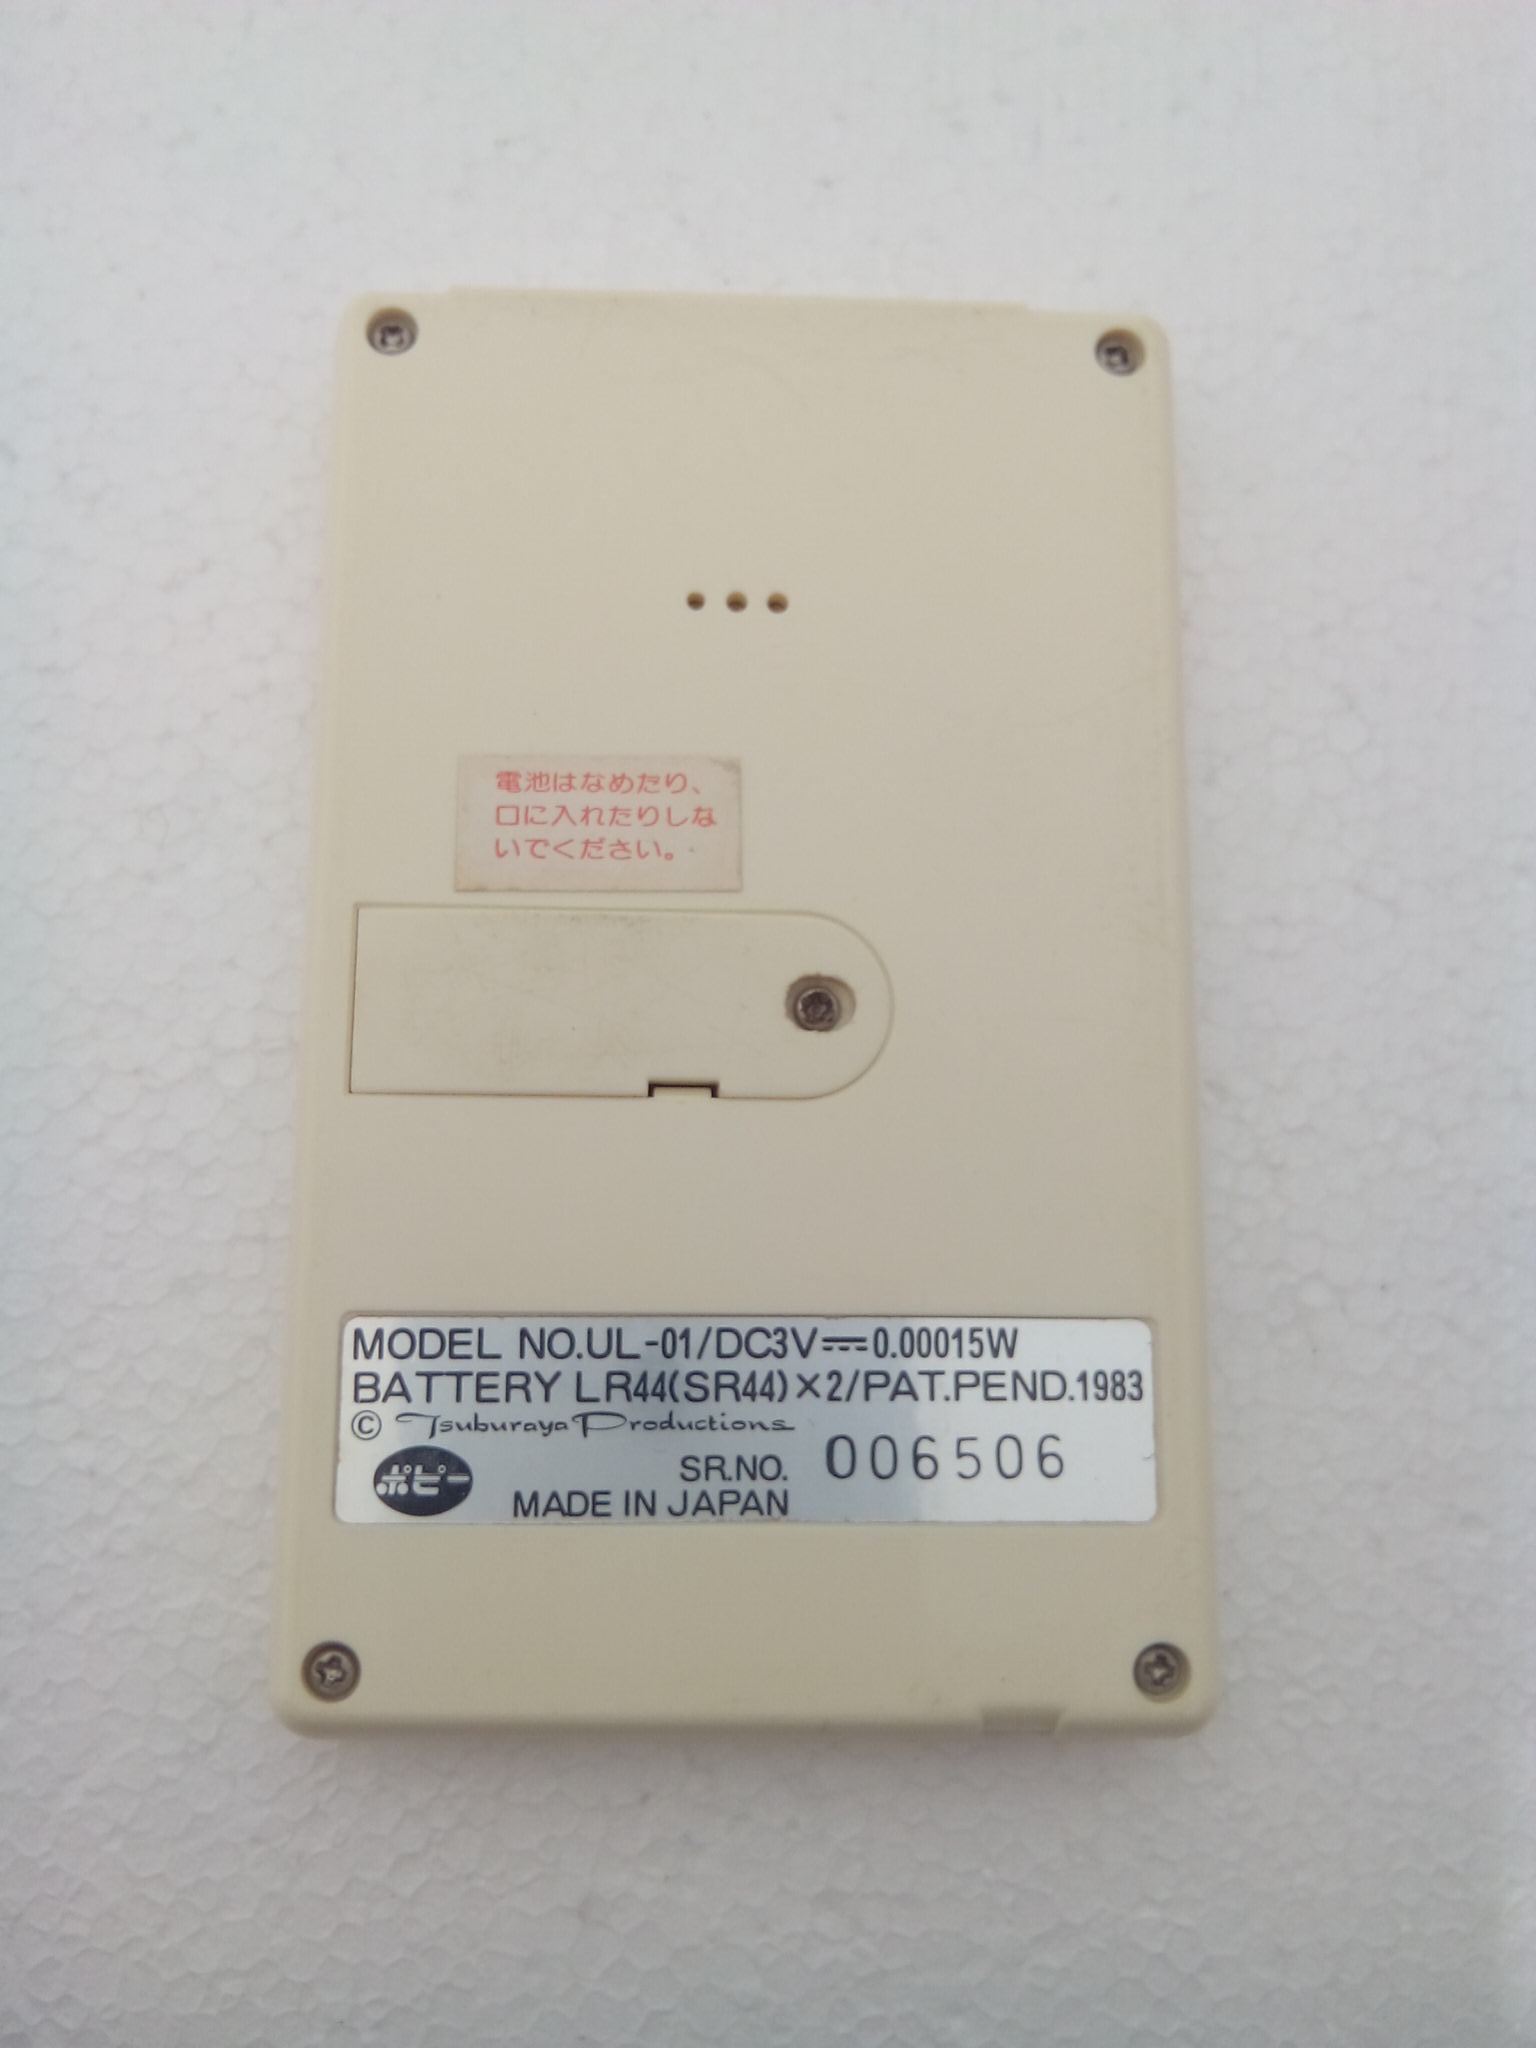 電池はなめたり、
口に入れたりしな
いでください。
MODEL NO.UL-01/DC3V⎓0.00015W
BATTERY LR44(SR44)×2/PAT.PEND.1983
© Tsuburaya Productions
ポピー
SR.NO. 006506
MADE IN JAPAN